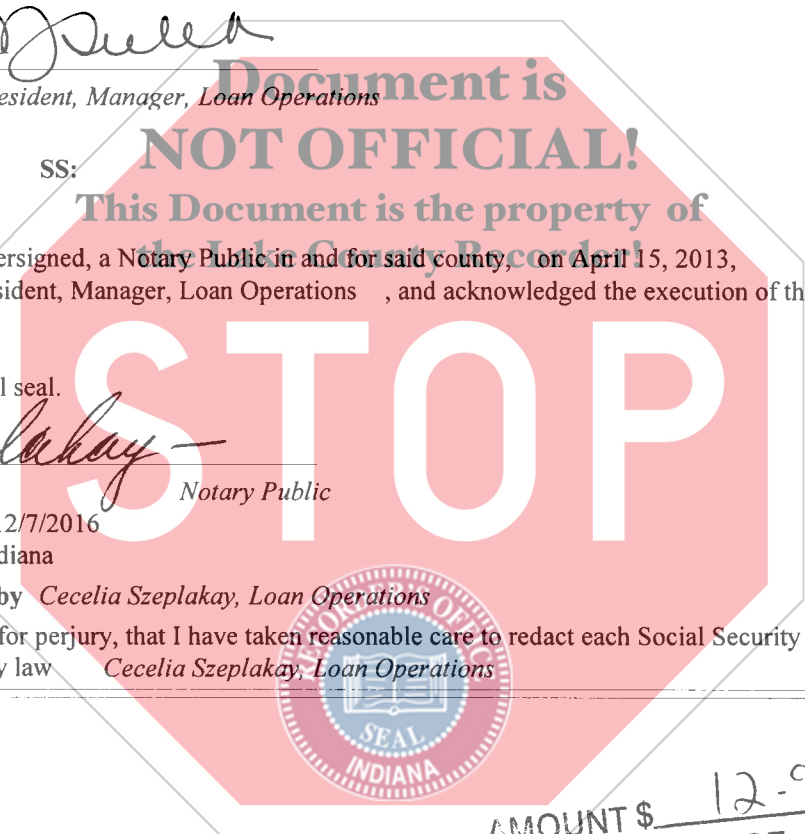 Document is
esident, Manager, Loan Operations
NOT OFFICIAL!
SS:
This Document is the property of
the Lake County Recorder!
ersigned, a Notary Public in and for said county, on April 15, 2013,
sident, Manager, Loan Operations , and acknowledged the execution of th
STOP
l seal.
Notary Public
12/7/2016
diana
by Cecelia Szeplakay, Loan Operations
for perjury, that I have taken reasonable care to redact each Social Security
y law Cecelia Szeplakay, Loan Operations
RECORDER'S OFFICE
SEAL
INDIANA
AMOUNT $ 12-